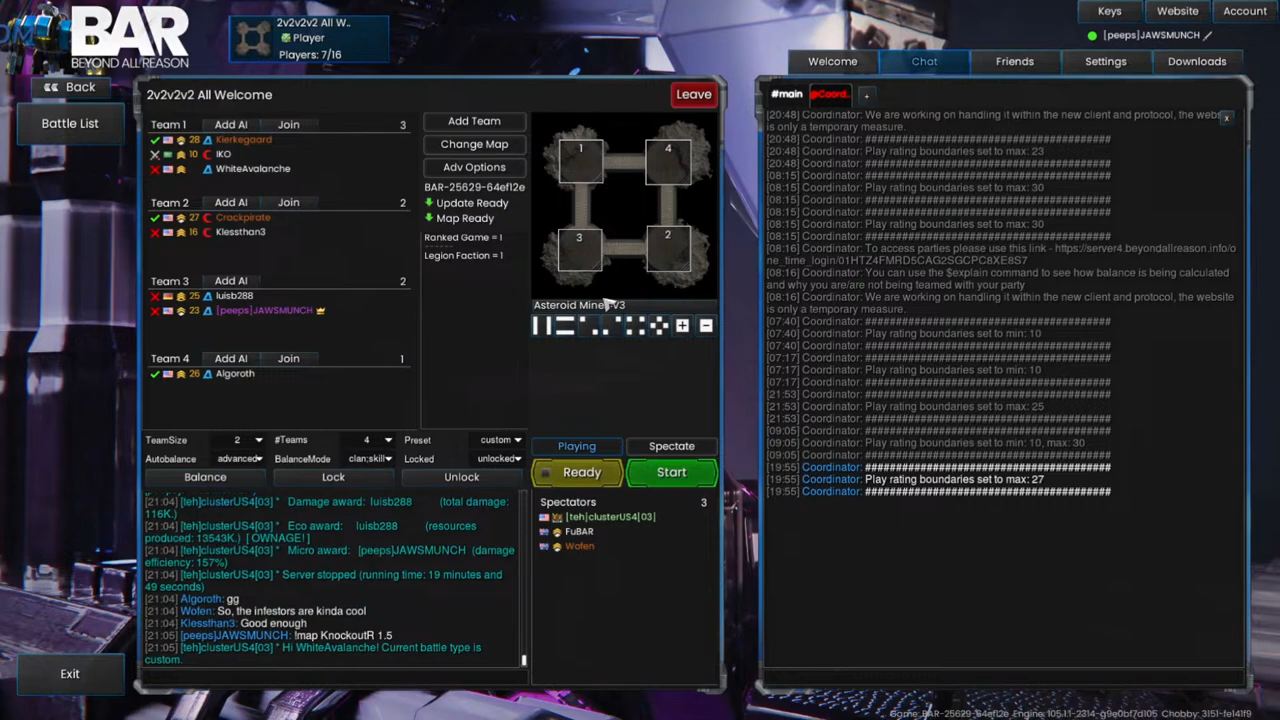 BAR
BEYOND ALL REASON
2v2v2v2 All W..
Player
Players: 7/16
Keys
Website
Account
[peeps]JAWSMUNCH
Back
Battle List
Exit
Welcome
Chat
Friends
Settings
Downloads
2v2v2v2 All Welcome
Leave
Team 1 Add AI Join 3
28 Kierkegaard
10 IKO
WhiteAvalanche
Team 2 Add AI Join 2
27 Crackpirate
16 Klessthan3
Team 3 Add AI 2
25 luisb288
23 [peeps]JAWSMUNCH
Team 4 Add AI Join 1
26 Algoroth
Add Team
Change Map
Adv Options
BAR-25629-64ef12e
Update Ready
Map Ready
Ranked Game = 1
Legion Faction = 1
1
4
3
2
TeamSize 2 #Teams 4 Preset custom
Autobalance advanced BalanceMode clan;skill Locked unlocked
Balance
Lock
Unlock
Playing
Spectate
Ready
Start
Spectators 3
[teh]clusterUS4[03]
FuBAR
Wofen
[21:04] [teh]clusterUS4[03] * Damage award: luisb288 (total damage:
116K.)
[21:04] [teh]clusterUS4[03] * Eco award: luisb288 (resources
produced: 13543K.) [ OWNAGE! ]
[21:04] [teh]clusterUS4[03] * Micro award: [peeps]JAWSMUNCH (damage
efficiency: 157%)
[21:04] [teh]clusterUS4[03] * Server stopped (running time: 19 minutes and
49 seconds)
[21:04] Algoroth: gg
[21:04] Wofen: So, the infestors are kinda cool
[21:04] Klessthan3: Good enough
[21:05] [peeps]JAWSMUNCH: !map KnockoutR 1.5
[21:05] [teh]clusterUS4[03] * Hi WhiteAvalanche! Current battle type is
custom.
#main
@Coord..
+
x
[20:48] Coordinator: We are working on handling it within the new client and protocol, the website
is only a temporary measure.
[20:48] Coordinator: ####################################
[20:48] Coordinator: Play rating boundaries set to max: 23
[20:48] Coordinator: ####################################
[08:15] Coordinator: ####################################
[08:15] Coordinator: Play rating boundaries set to max: 30
[08:15] Coordinator: ####################################
[08:15] Coordinator: ####################################
[08:15] Coordinator: Play rating boundaries set to max: 30
[08:15] Coordinator: ####################################
[08:16] Coordinator: To access parties please use this link - https://server4.beyondallreason.info/o
ne_time_login/01HTZ4FMRD5CAG2SGCPC8XE8S7
[08:16] Coordinator: You can use the $explain command to see how balance is being calculated
and why you are/are not being teamed with your party
[08:16] Coordinator: We are working on handling it within the new client and protocol, the website
is only a temporary measure.
[07:40] Coordinator: ####################################
[07:40] Coordinator: Play rating boundaries set to min: 10
[07:40] Coordinator: ####################################
[07:17] Coordinator: ####################################
[07:17] Coordinator: Play rating boundaries set to min: 10
[07:17] Coordinator: ####################################
[21:53] Coordinator: ####################################
[21:53] Coordinator: Play rating boundaries set to max: 25
[21:53] Coordinator: ####################################
[09:05] Coordinator: ####################################
[09:05] Coordinator: Play rating boundaries set to min: 10, max: 30
[09:05] Coordinator: ####################################
[19:55] Coordinator: ####################################
[19:55] Coordinator: Play rating boundaries set to max: 27
[19:55] Coordinator: ####################################
Game: BAR-25629-64ef12e